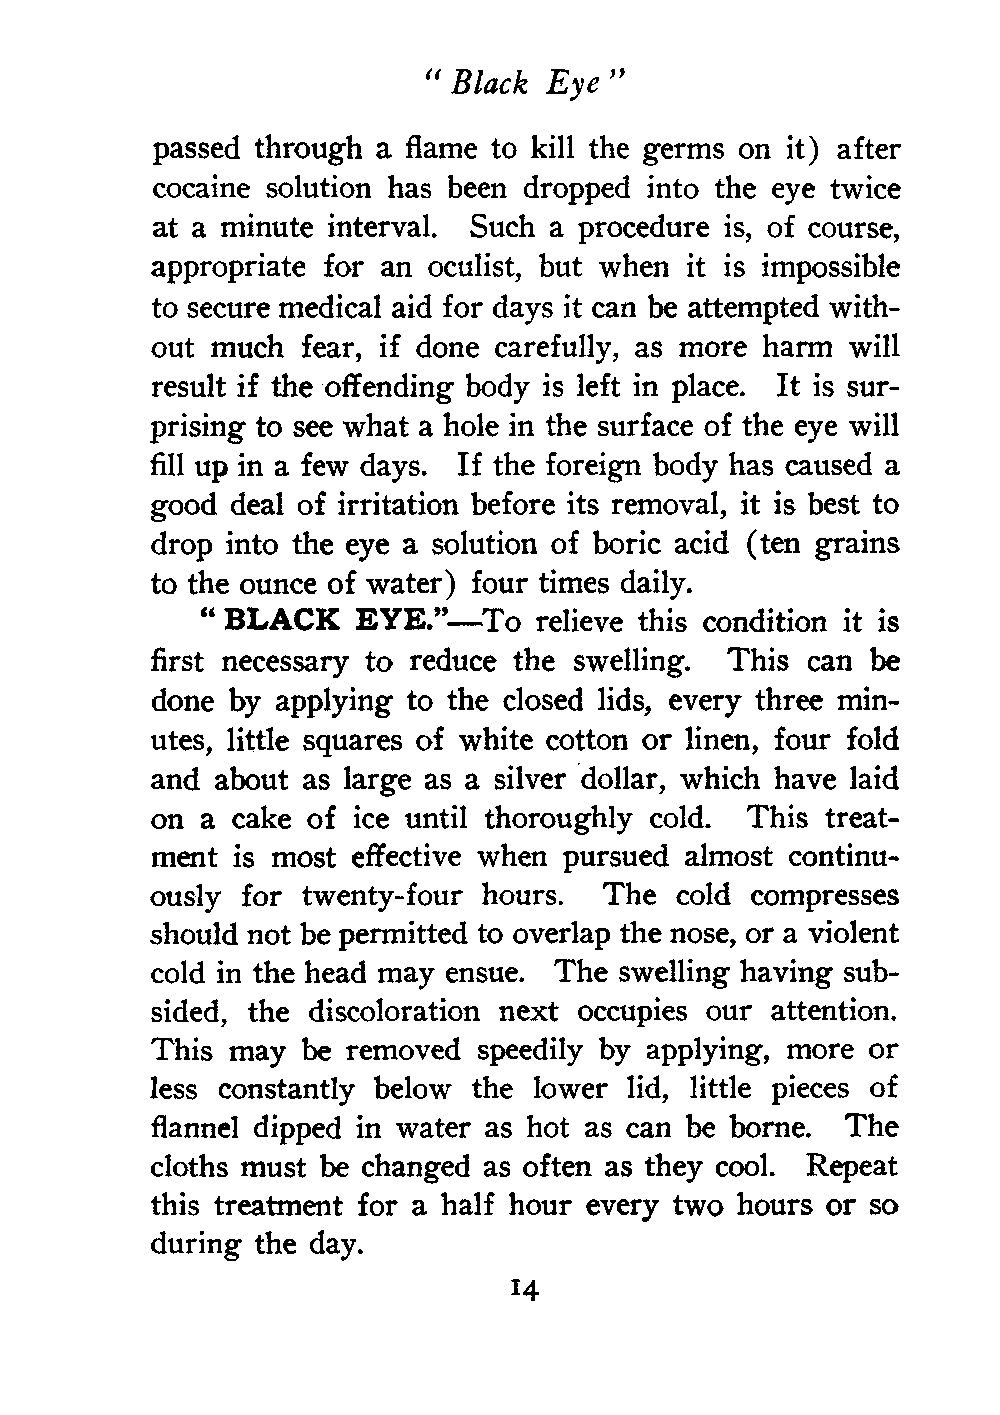 “ Black Eye ”
passed through a flame to kill the germs on it) after
cocaine solution has been dropped into the eye twice
at a minute interval. Such a procedure is, of course,
appropriate for an oculist, but when it is impossible
to secure medical aid for days it can be attempted with-
out much fear, if done carefully, as more harm will
result if the offending body is left in place. It is sur-
prising to see what a hole in the surface of the eye will
fill up in a few days. If the foreign body has caused a
good deal of irritation before its removal, it is best to
drop into the eye a solution of boric acid (ten grains
to the ounce of water) four times daily.
“ BLACK EYE.”—To relieve this condition it is
first necessary to reduce the swelling. This can be
done by applying to the closed lids, every three min-
utes, little squares of white cotton or linen, four fold
and about as large as a silver dollar, which have laid
on a cake of ice until thoroughly cold. This treat-
ment is most effective when pursued almost continu-
ously for twenty-four hours. The cold compresses
should not be permitted to overlap the nose, or a violent
cold in the head may ensue. The swelling having sub-
sided, the discoloration next occupies our attention.
This may be removed speedily by applying, more or
less constantly below the lower lid, little pieces of
flannel dipped in water as hot as can be borne. The
cloths must be changed as often as they cool. Repeat
this treatment for a half hour every two hours or so
during the day.
14